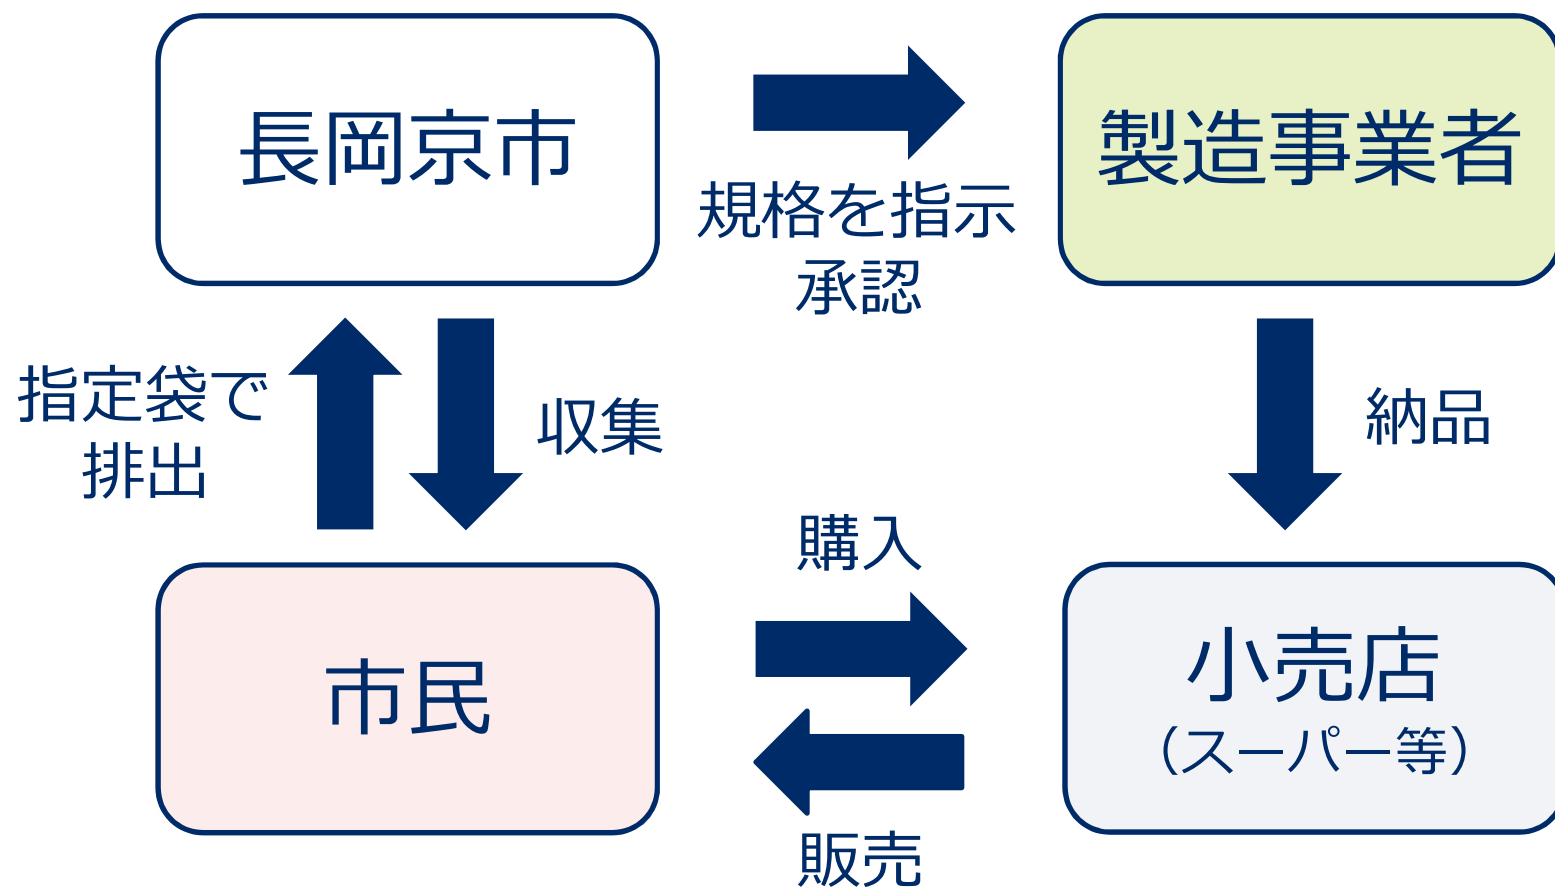 長岡京市
製造事業者
規格を指示
承認
指定袋で
排出
収集
納品
購入
市民
小売店
（スーパー等）
販売